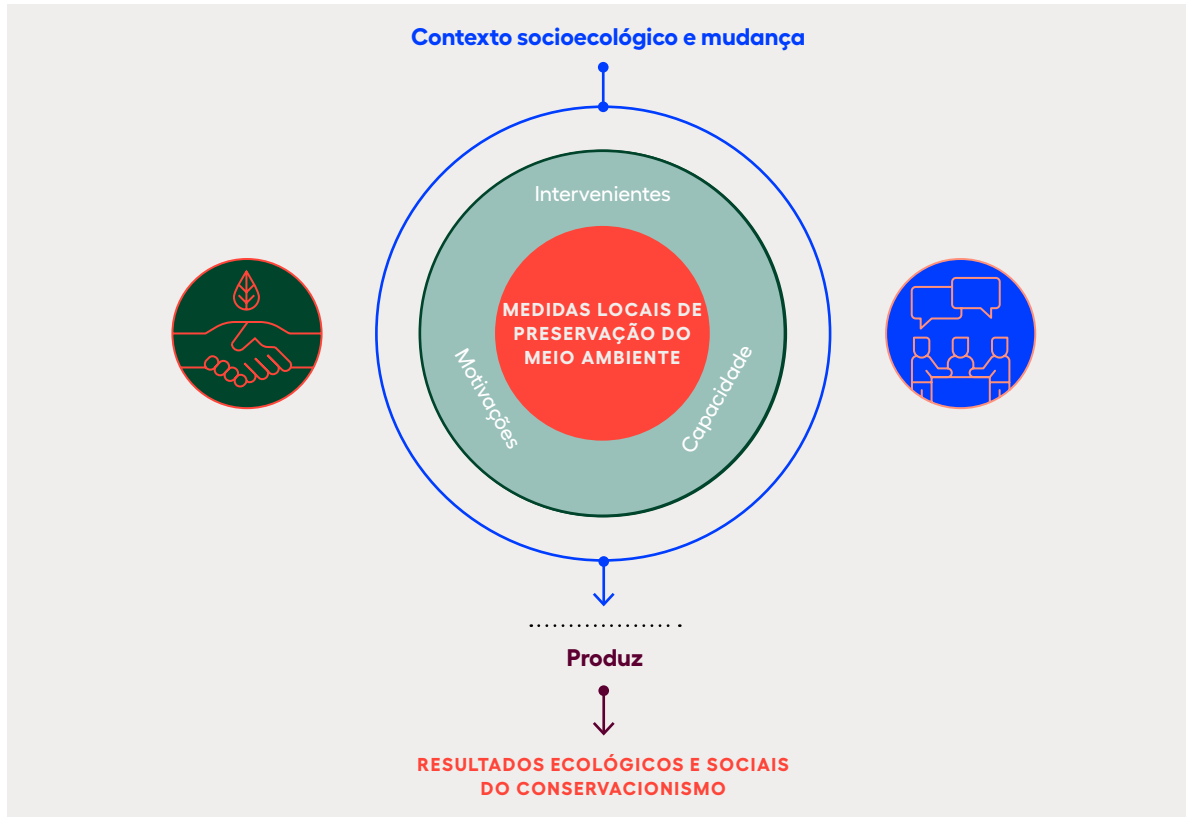 Contexto socioecológico e mudança
Intervenientes
MEDIDAS LOCAIS DE
PRESERVAÇÃO DO
MEIO AMBIENTE
Motivações
Capacidade
Produz
RESULTADOS ECOLÓGICOS E SOCIAIS
DO CONSERVACIONISMO